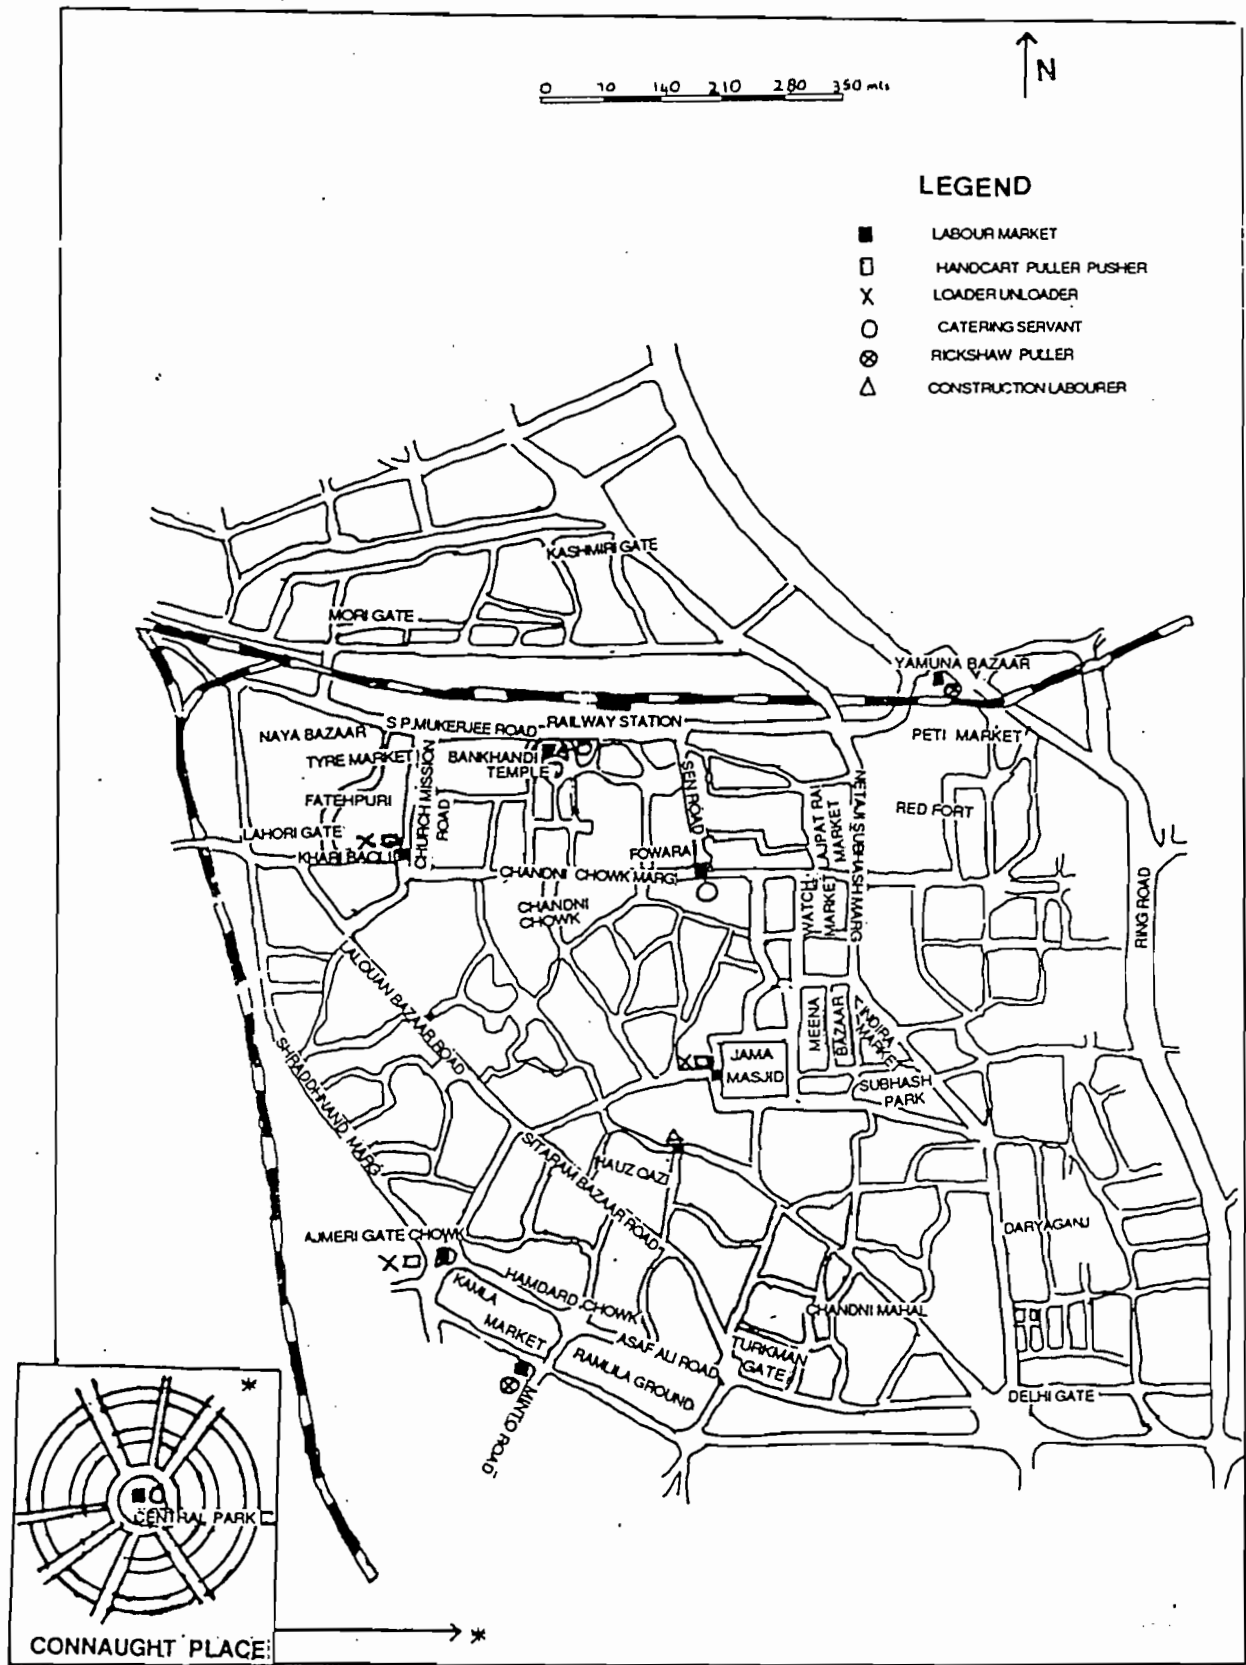 N
0 70 140 210 280 350 mts
LEGEND
LABOUR MARKET
HANDCART PULLER PUSHER
LOADER UNLOADER
CATERING SERVANT
RICKSHAW PULLER
CONSTRUCTION LABOURER
KASHMIRI GATE
MORI GATE
YAMUNA BAZAAR
S P. MUKERJEE ROAD
RAILWAY STATION
NAYA BAZAAR
PETI MARKET
TYRE MARKET
BANKHANDI
TEMPLE
CHURCH MISSION
ROAD
SEN ROAD
FATEHPURI
LAJPAT RAI
MARKET
NETAJI SUBHASH MARG
RED FORT
LAHORI GATE
KHARI BAOLI
FOWARA
CHANDNI CHOWK MARG
WATCH
MARKET
CHANDNI
CHOWK
RING ROAD
LALQUAN BAZAAR ROAD
MEENA
BAZAAR
INDIRA
MARKET
SHRADDHNAND MARG
JAMA
MASJID
SUBHASH
PARK
SITARAM BAZAAR ROAD
HAUZ QAZI
DARYAGANJ
AJMERI GATE CHOWK
HAMDARD CHOWK
KAMLA
MARKET
CHANDNI MAHAL
ASAF ALI ROAD
TURKMAN
GATE
RAMLILA GROUND
MINTO ROAD
DELHI GATE
*
CENTRAL PARK
CONNAUGHT PLACE
*